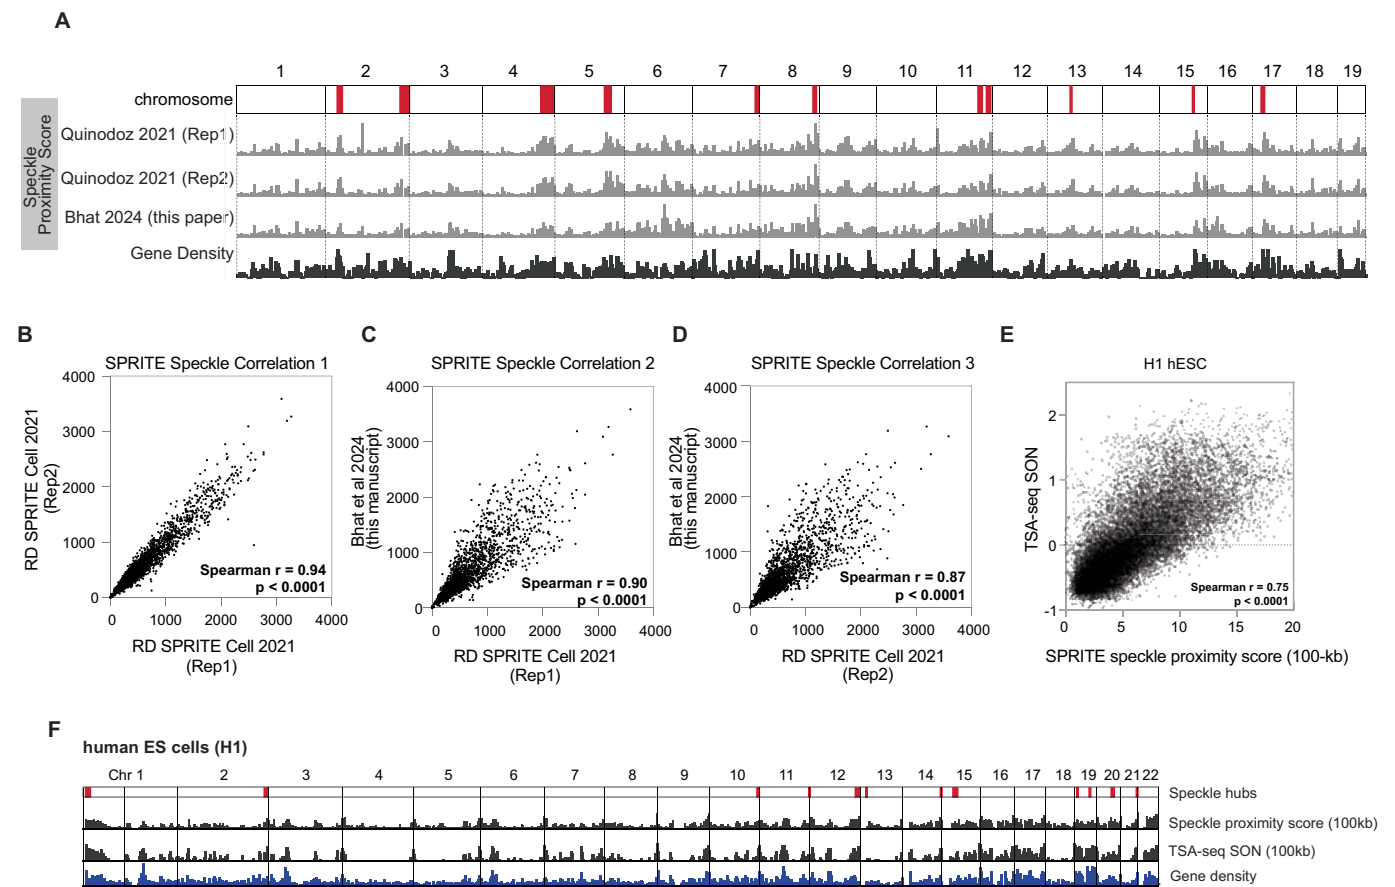 A
1 2 3 4 5 6 7 8 9 10 11 12 13 14 15 16 17 18 19
chromosome
Speckle
Proximity Score
Quinodoz 2021 (Rep1)
Quinodoz 2021 (Rep2)
Bhat 2024 (this paper)
Gene Density
B
SPRITE Speckle Correlation 1
4000
3000
2000
1000
0
RD SPRITE Cell 2021
(Rep2)
Spearman r = 0.94
p < 0.0001
0 1000 2000 3000 4000
RD SPRITE Cell 2021
(Rep1)
C
SPRITE Speckle Correlation 2
4000
3000
2000
1000
0
Bhat et al 2024
(this manuscript)
Spearman r = 0.90
p < 0.0001
0 1000 2000 3000 4000
RD SPRITE Cell 2021
(Rep1)
D
SPRITE Speckle Correlation 3
4000
3000
2000
1000
0
Bhat et al 2024
(this manuscript)
Spearman r = 0.87
p < 0.0001
0 1000 2000 3000 4000
RD SPRITE Cell 2021
(Rep2)
E
H1 hESC
2
1
0
-1
TSA-seq SON
Spearman r = 0.75
p < 0.0001
0 5 10 15 20
SPRITE speckle proximity score (100-kb)
F
human ES cells (H1)
Chr 1 2 3 4 5 6 7 8 9 10 11 12 13 14 15 16 17 18 19 20 21 22
Speckle hubs
Speckle proximity score (100kb)
TSA-seq SON (100kb)
Gene density